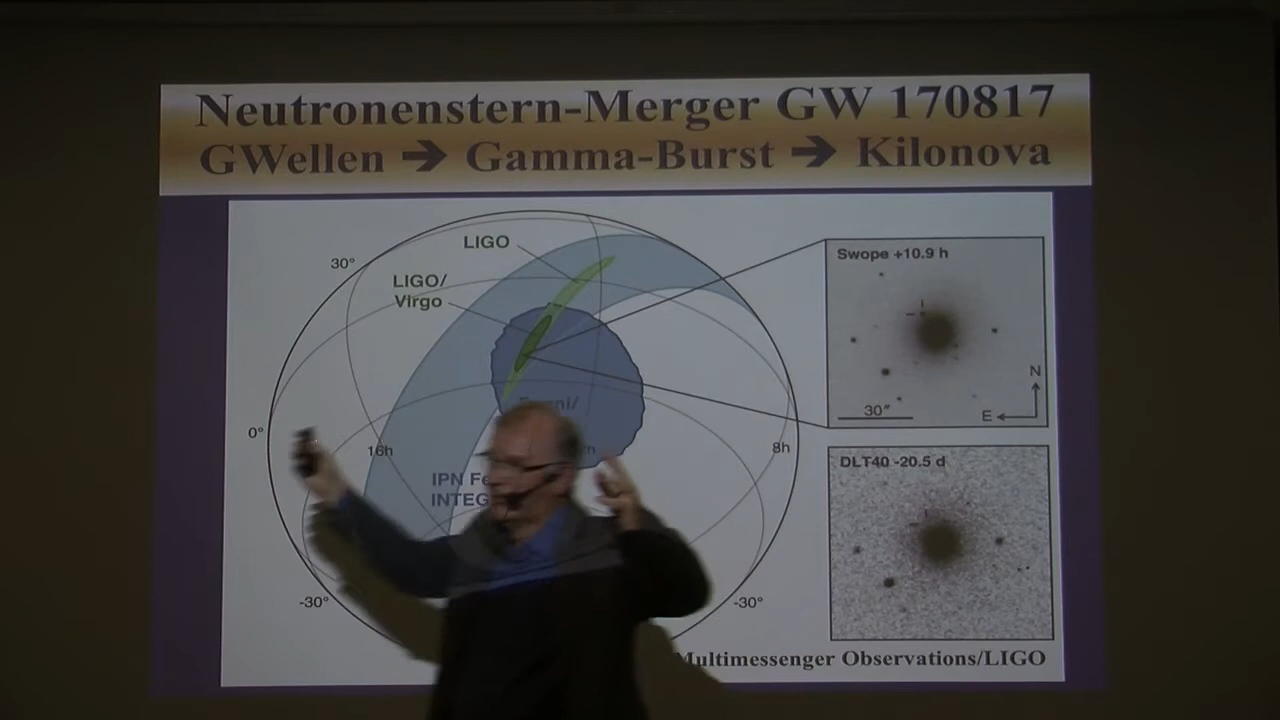 Neutronenstern-Merger GW 170817
GWellen → Gamma-Burst → Kilonova
LIGO
30°
LIGO/
Virgo
0°
16h
8h
IPN
-30°
-30°
Swope +10.9 h
N
E
30"
DLT40 -20.5 d
Multimessenger Observations/LIGO